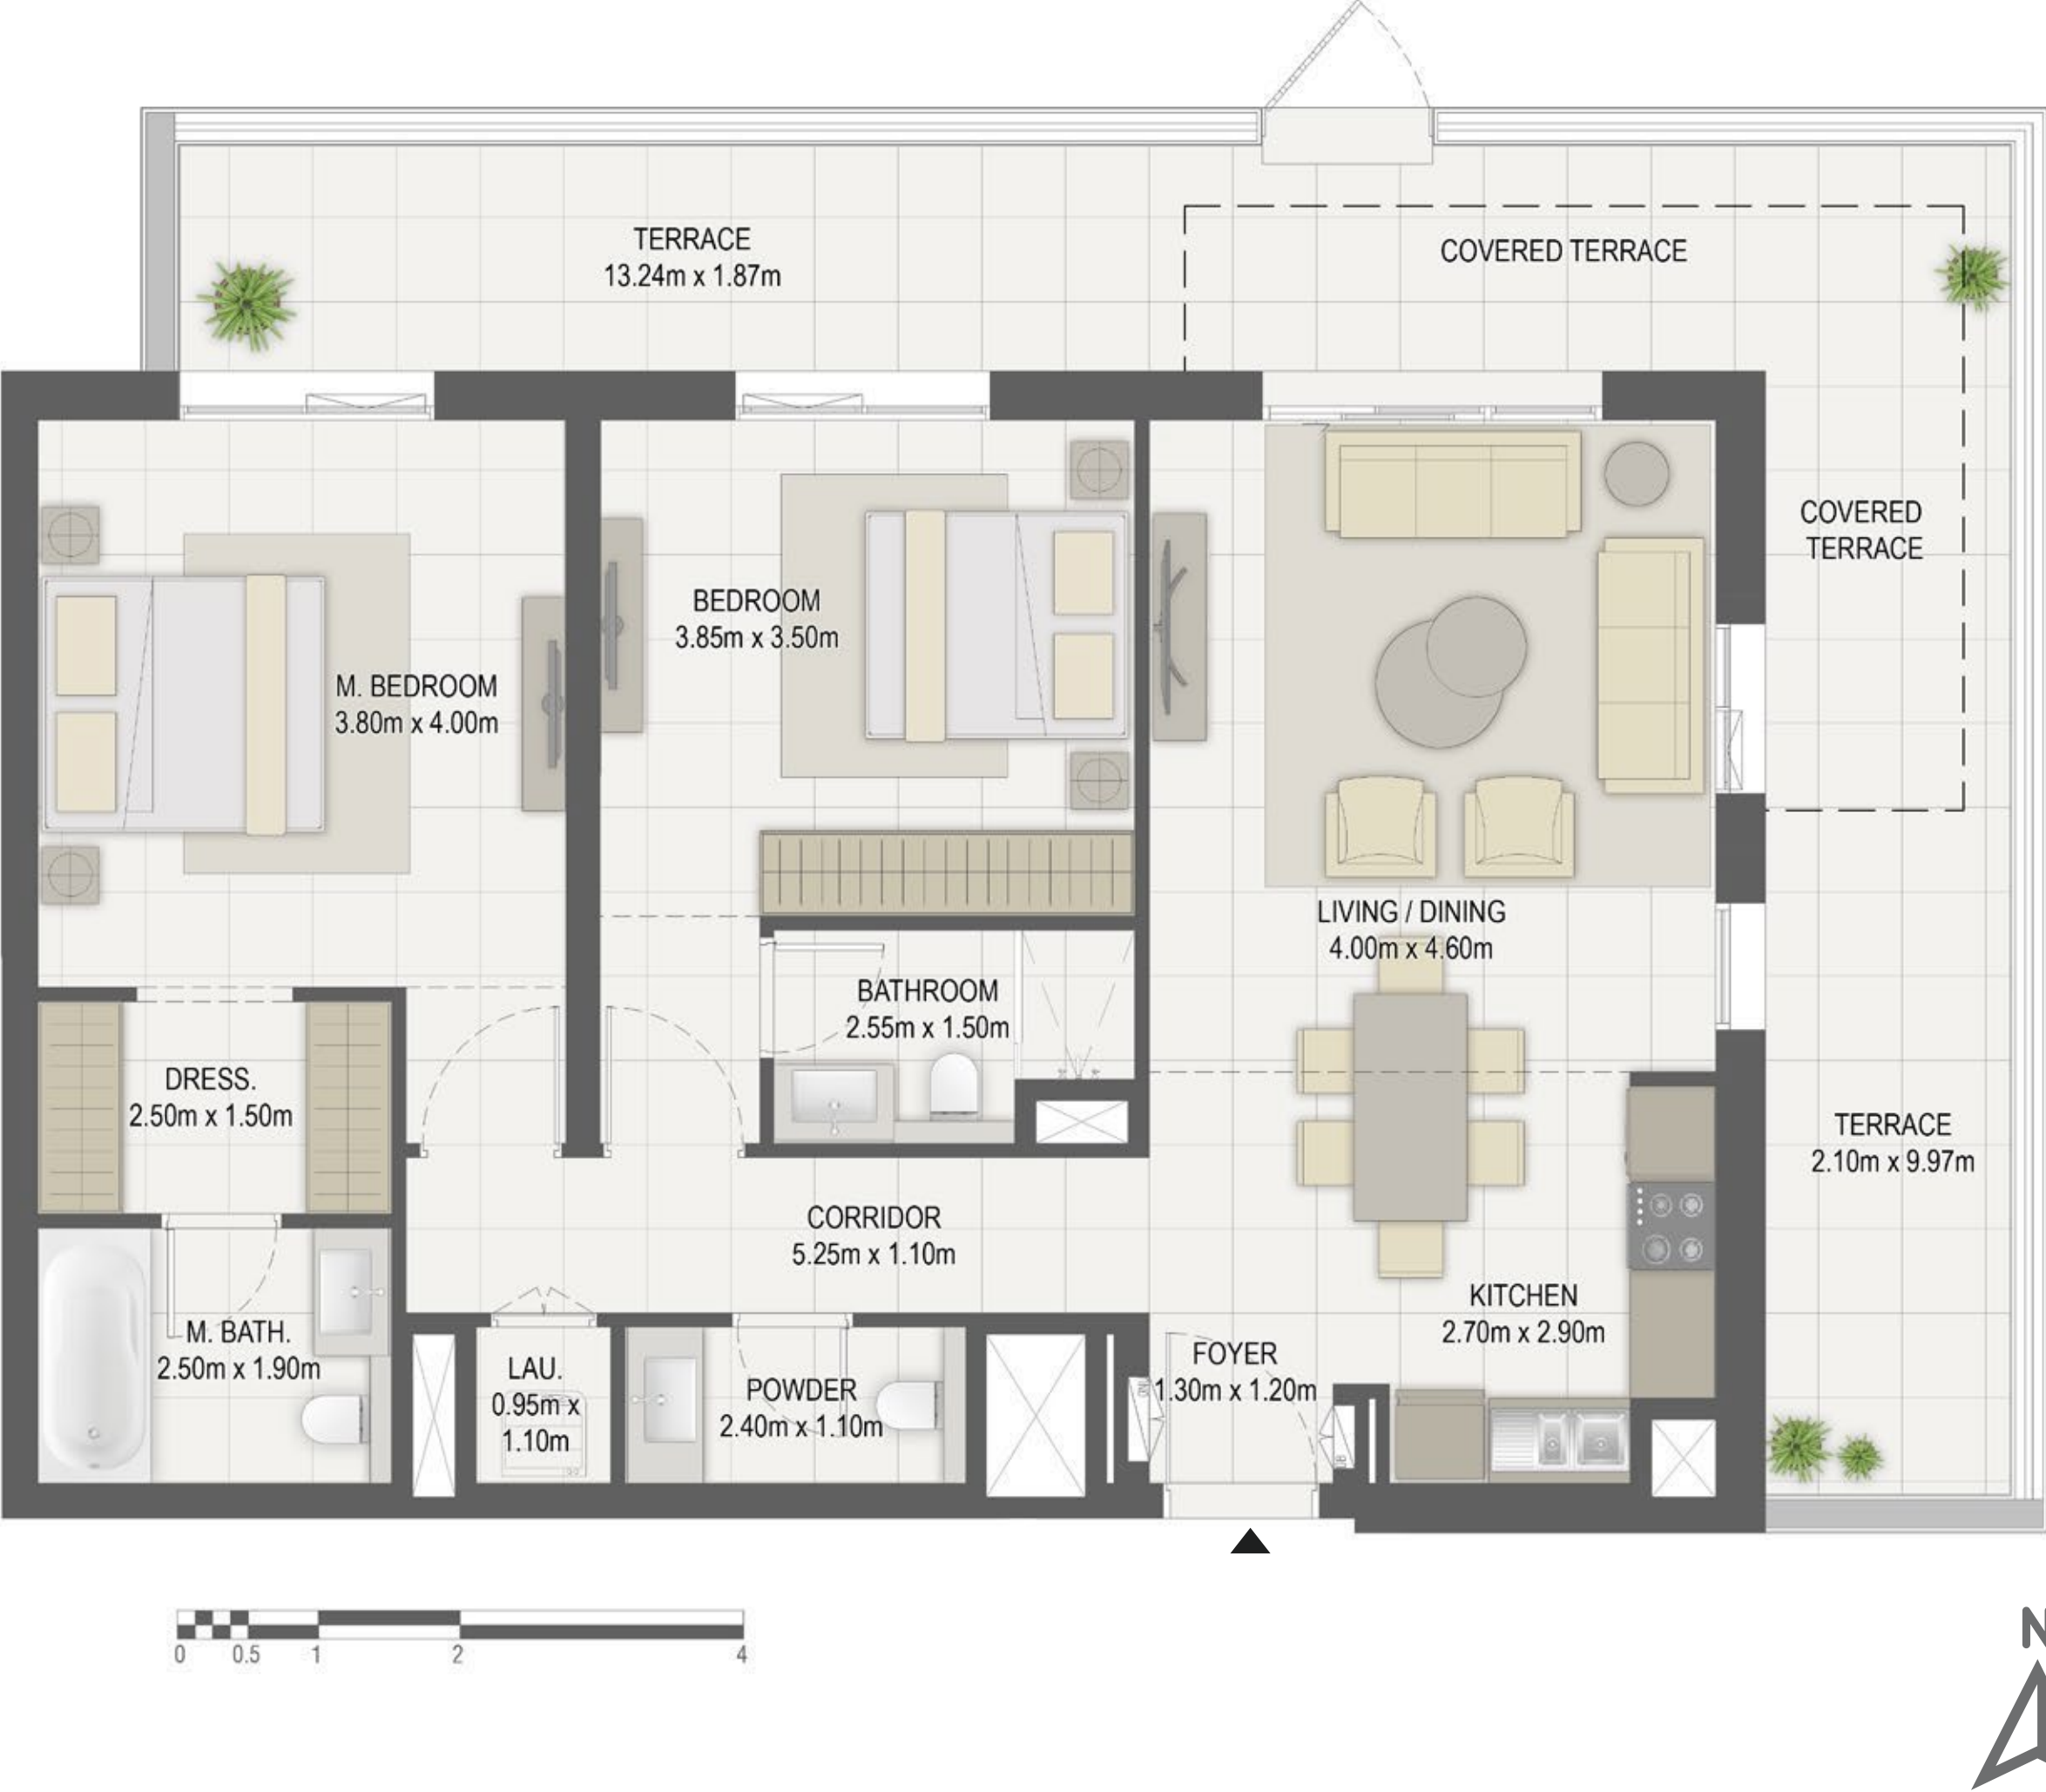 TERRACE
13.24m x 1.87m
COVERED TERRACE
COVERED
TERRACE
BEDROOM
3.85m x 3.50m
M. BEDROOM
3.80m x 4.00m
LIVING / DINING
4.00m x 4.60m
BATHROOM
2.55m x 1.50m
DRESS.
2.50m x 1.50m
TERRACE
2.10m x 9.97m
CORRIDOR
5.25m x 1.10m
KITCHEN
2.70m x 2.90m
M. BATH.
2.50m x 1.90m
LAU.
0.95m x
1.10m
POWDER
2.40m x 1.10m
FOYER
1.30m x 1.20m
0 0.5 1 2 4
N